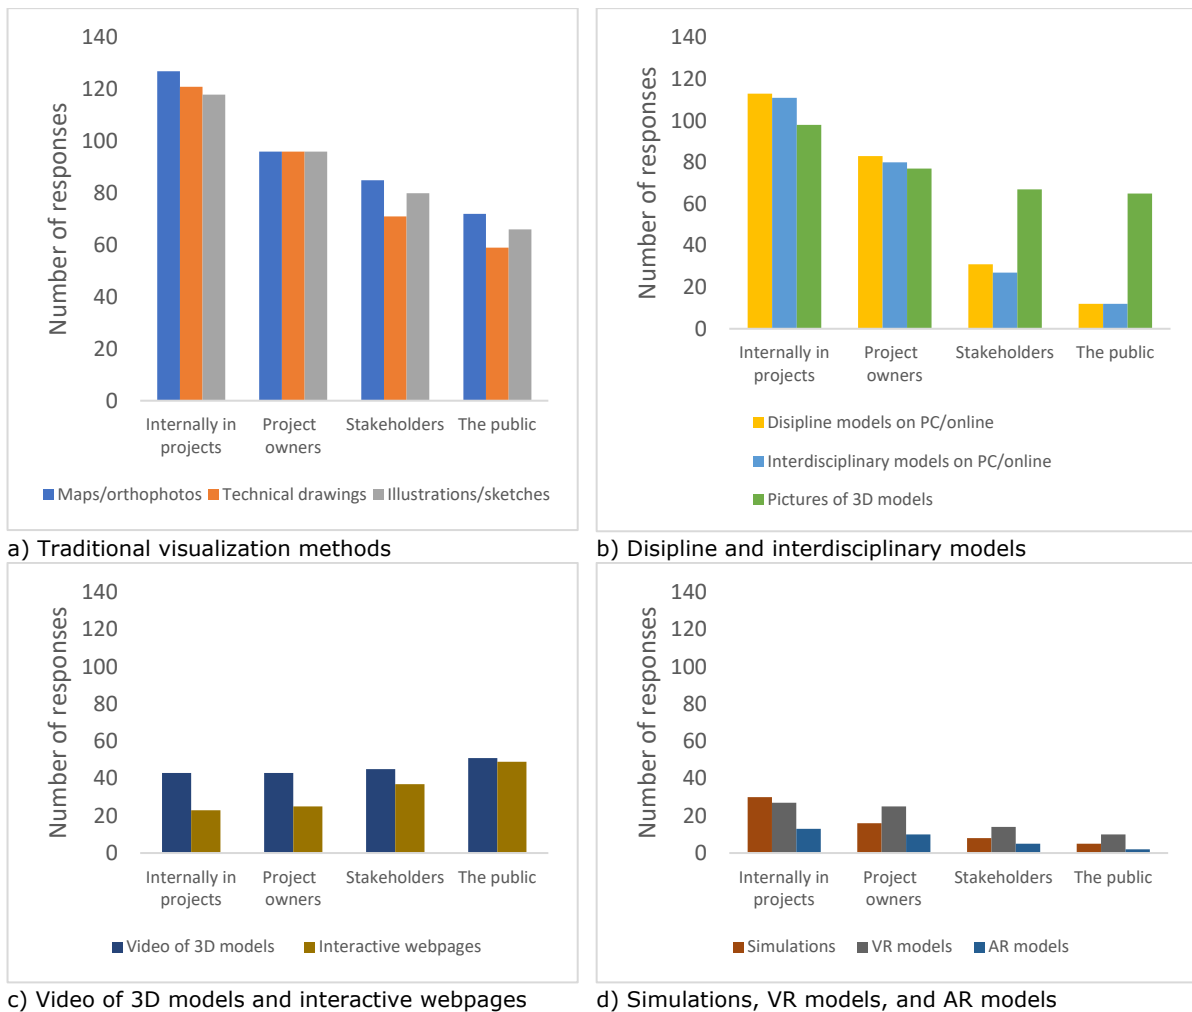 140
120
100
80
60
40
20
0
Number of responses
Internally in
projects
Project
owners
Stakeholders
The public
Maps/orthophotos
Technical drawings
Illustrations/sketches
a) Traditional visualization methods
140
120
100
80
60
40
20
0
Number of responses
Internally in
projects
Project
owners
Stakeholders
The public
Disipline models on PC/online
Interdisciplinary models on PC/online
Pictures of 3D models
b) Disipline and interdisciplinary models
140
120
100
80
60
40
20
0
Number of responses
Internally in
projects
Project
owners
Stakeholders
The public
Video of 3D models
Interactive webpages
c) Video of 3D models and interactive webpages
140
120
100
80
60
40
20
0
Number of responses
Internally in
projects
Project
owners
Stakeholders
The public
Simulations
VR models
AR models
d) Simulations, VR models, and AR models